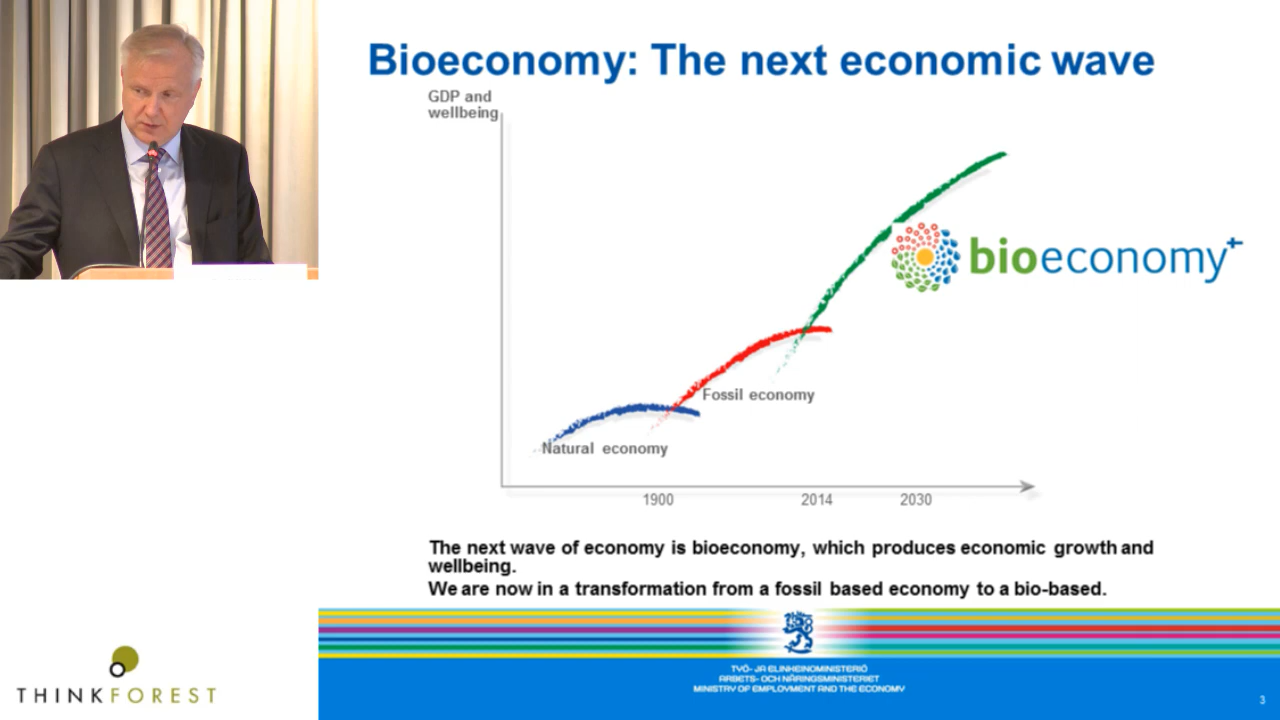 Bioeconomy: The next economic wave
GDP and
wellbeing
bioeconomy+
Fossil economy
Natural economy
1900 2014 2030
The next wave of economy is bioeconomy, which produces economic growth and
wellbeing.
We are now in a transformation from a fossil based economy to a bio-based.
THINKFOREST
TYÖ- JA ELINKEINOMINISTERIÖ
ARBETS- OCH NÄRINGSMINISTERIET
MINISTRY OF EMPLOYMENT AND THE ECONOMY
3